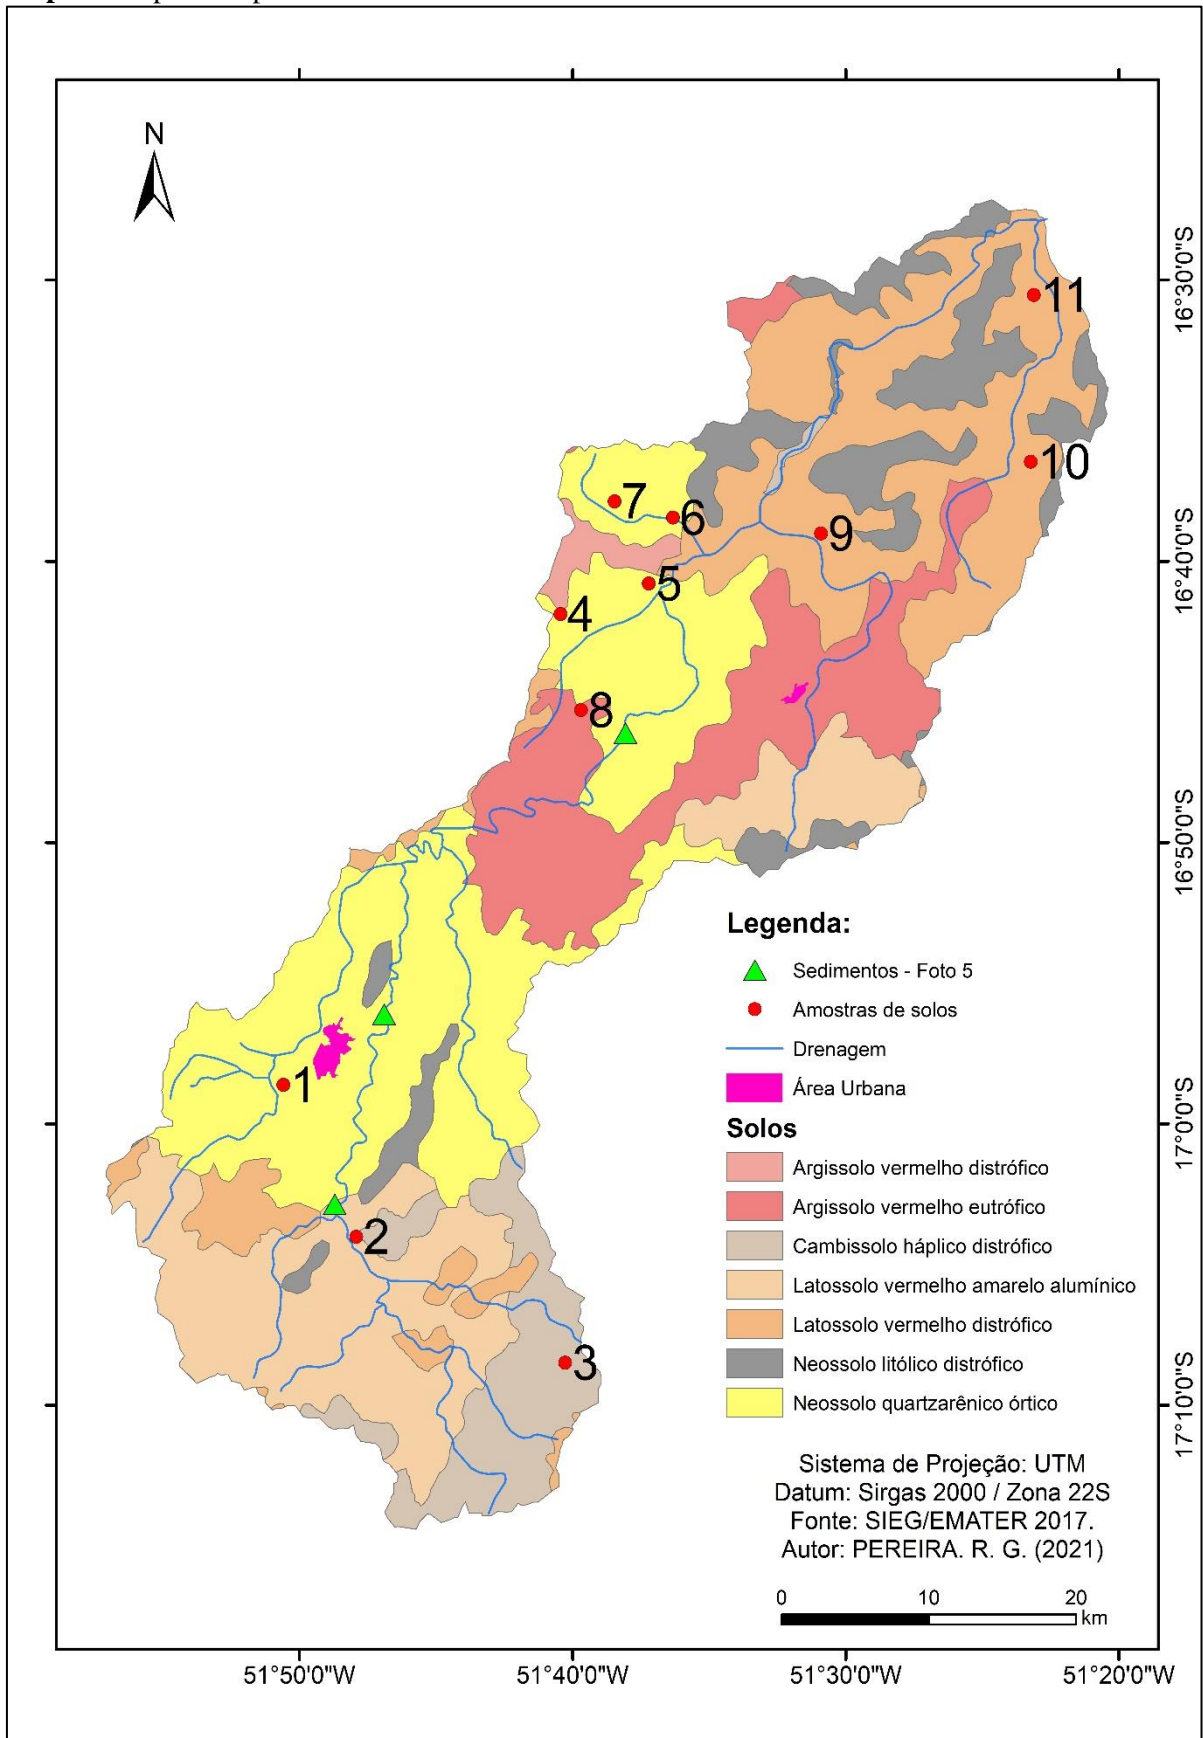 N
11
10
7
6
9
5
4
8
1
2
3
16°30'0"S
16°40'0"S
16°50'0"S
17°0'0"S
17°10'0"S
Legenda:
Sedimentos - Foto 5
Amostras de solos
Drenagem
Área Urbana
Solos
Argissolo vermelho distrófico
Argissolo vermelho eutrófico
Cambissolo háplico distrófico
Latossolo vermelho amarelo alumínico
Latossolo vermelho distrófico
Neossolo litólico distrófico
Neossolo quartzarênico órtico
Sistema de Projeção: UTM
Datum: Sirgas 2000 / Zona 22S
Fonte: SIEG/EMATER 2017.
Autor: PEREIRA. R. G. (2021)
0 10 20
km
51°50'0"W 51°40'0"W 51°30'0"W 51°20'0"W